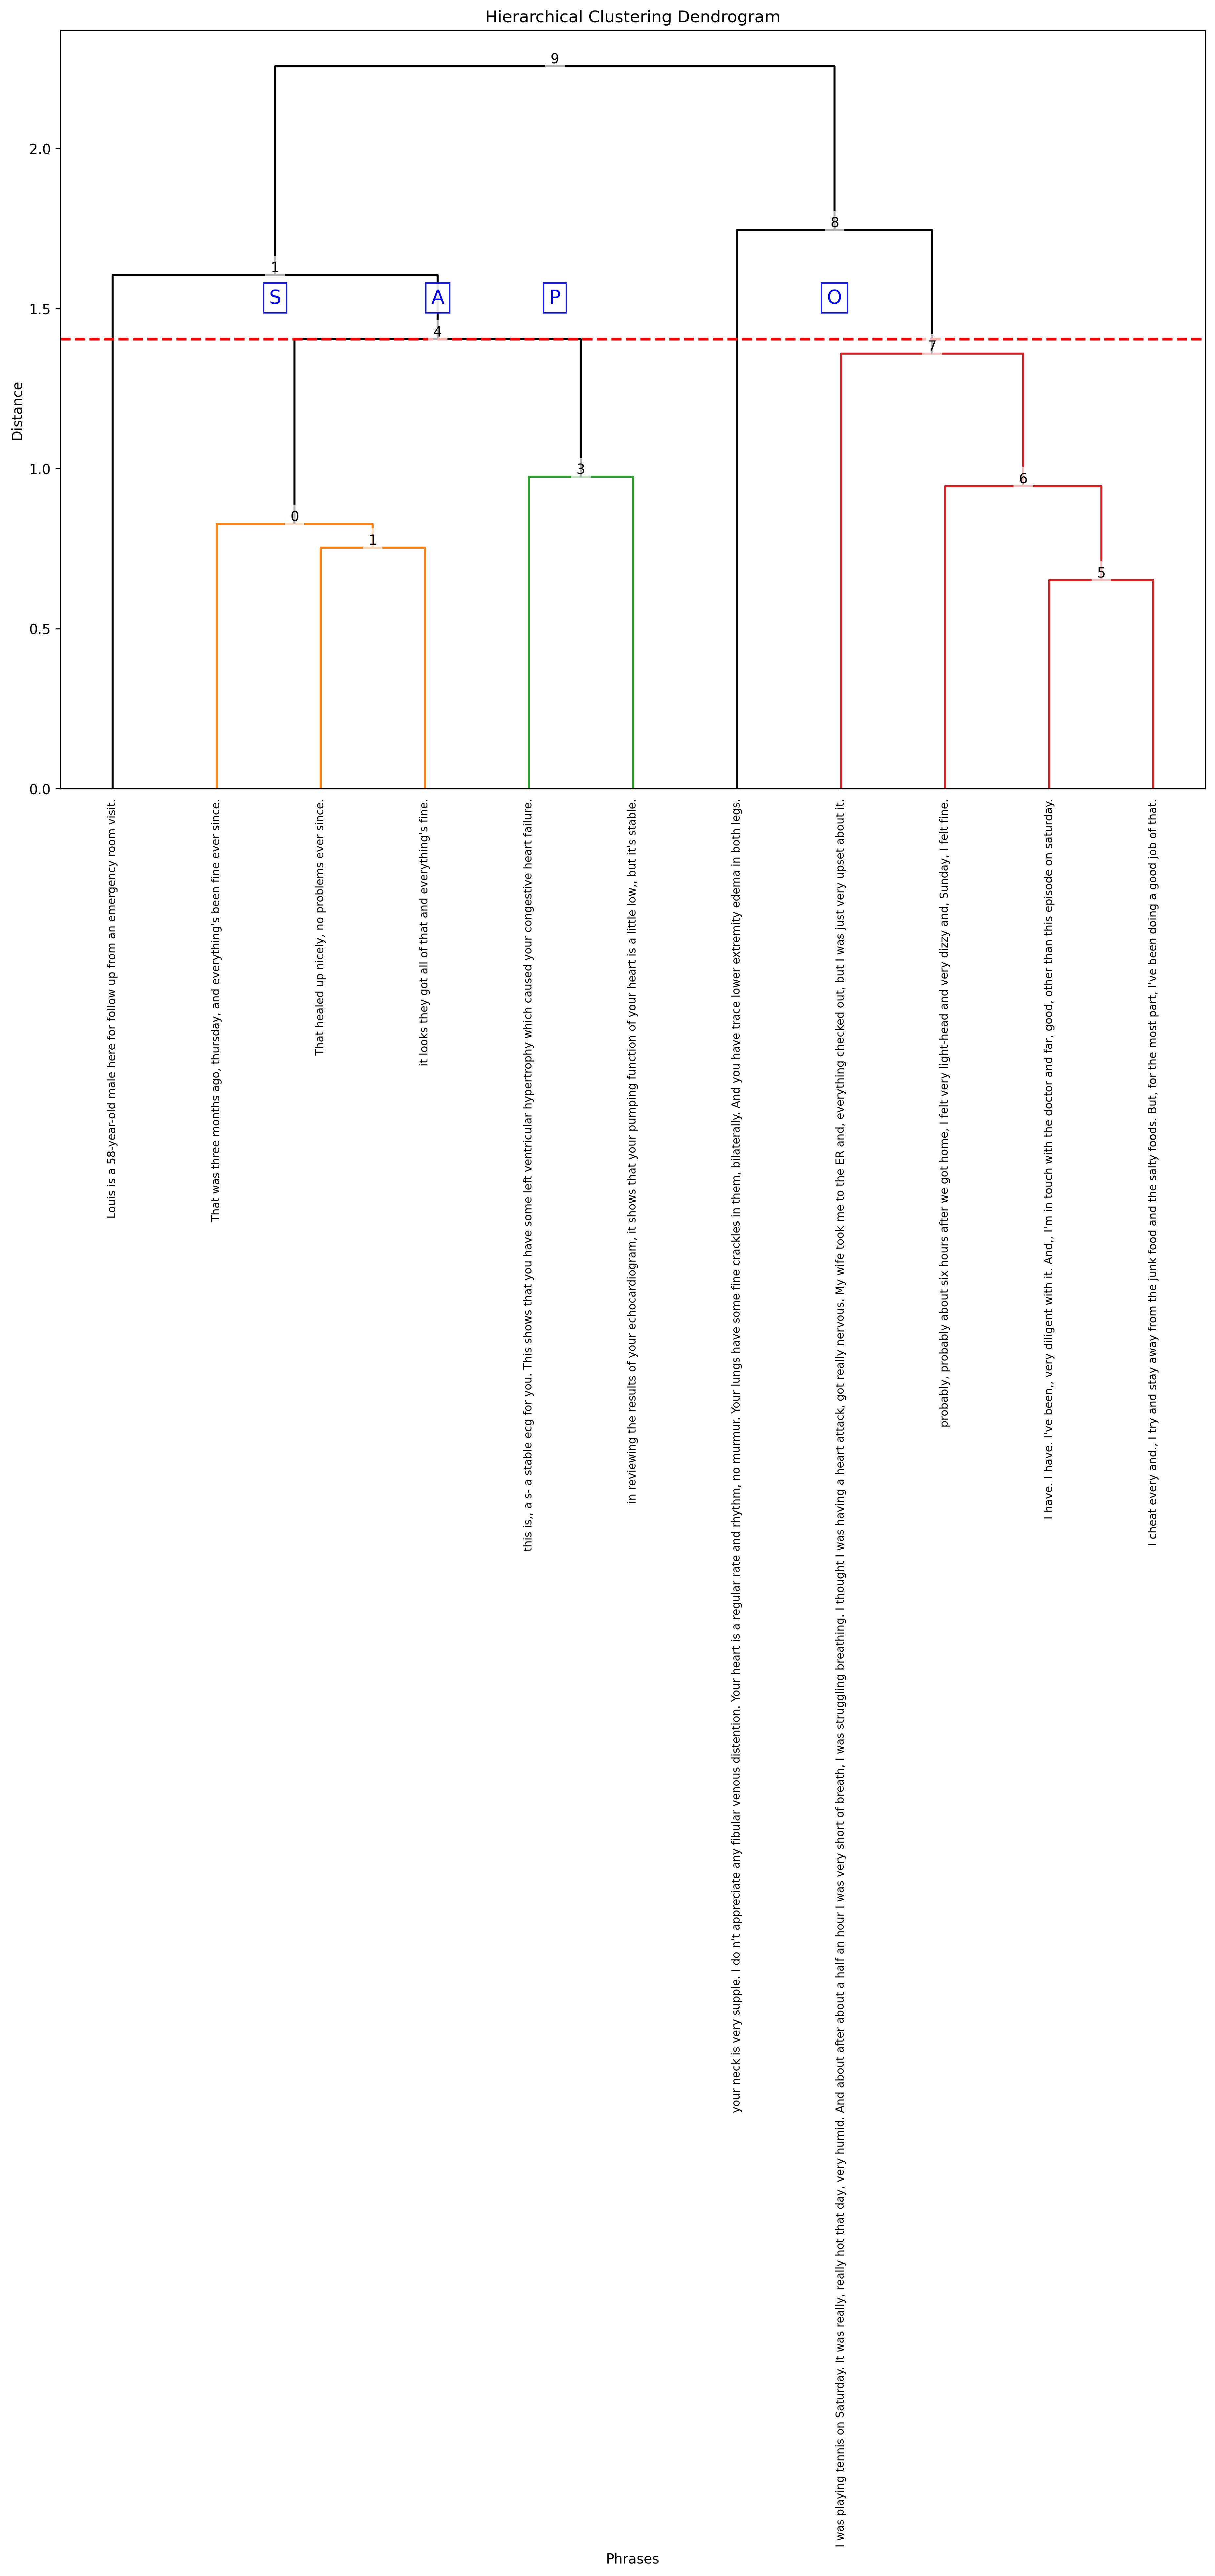 Hierarchical Clustering Dendrogram
9
8
1
S
A
P
O
4
7
3
6
0
1
5
2.0
1.5
1.0
0.5
0.0
Distance
Louis is a 58-year-old male here for follow up from an emergency room visit.
That was three months ago, thursday, and everything's been fine ever since.
That healed up nicely, no problems ever since.
it looks they got all of that and everything's fine.
this is,, a s- a stable ecg for you. This shows that you have some left ventricular hypertrophy which caused your congestive heart failure.
in reviewing the results of your echocardiogram, it shows that your pumping function of your heart is a little low,, but it's stable.
your neck is very supple. I do n't appreciate any fibular venous distention. Your heart is a regular rate and rhythm, no murmur. Your lungs have some fine crackles in them, bilaterally. And you have trace lower extremity edema in both legs.
I was playing tennis on Saturday. It was really, really hot that day, very humid. And about after about a half an hour I was very short of breath, I was struggling breathing. I thought I was having a heart attack, got really nervous. My wife took me to the ER and, everything checked out, but I was just very upset about it.
probably, probably about six hours after we got home, I felt very light-head and very dizzy and, Sunday, I felt fine.
I have. I have. I've been,, very diligent with it. And,, I'm in touch with the doctor and far, good, other than this episode on saturday.
I cheat every and., I try and stay away from the junk food and the salty foods. But, for the most part, I've been doing a good job of that.
Phrases